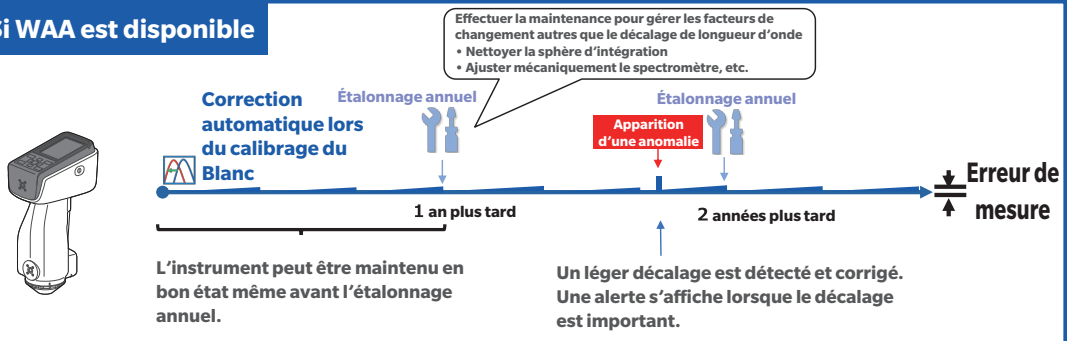 Si WAA est disponible
Effectuer la maintenance pour gérer les facteurs de
changement autres que le décalage de longueur d'onde
• Nettoyer la sphère d'intégration
• Ajuster mécaniquement le spectromètre, etc.
Correction
automatique lors
du calibrage du
Blanc
Étalonnage annuel
Étalonnage annuel
Apparition
d'une anomalie
Erreur de
mesure
1 an plus tard
2 années plus tard
L'instrument peut être maintenu en
bon état même avant l'étalonnage
annuel.
Un léger décalage est détecté et corrigé.
Une alerte s'affiche lorsque le décalage
est important.